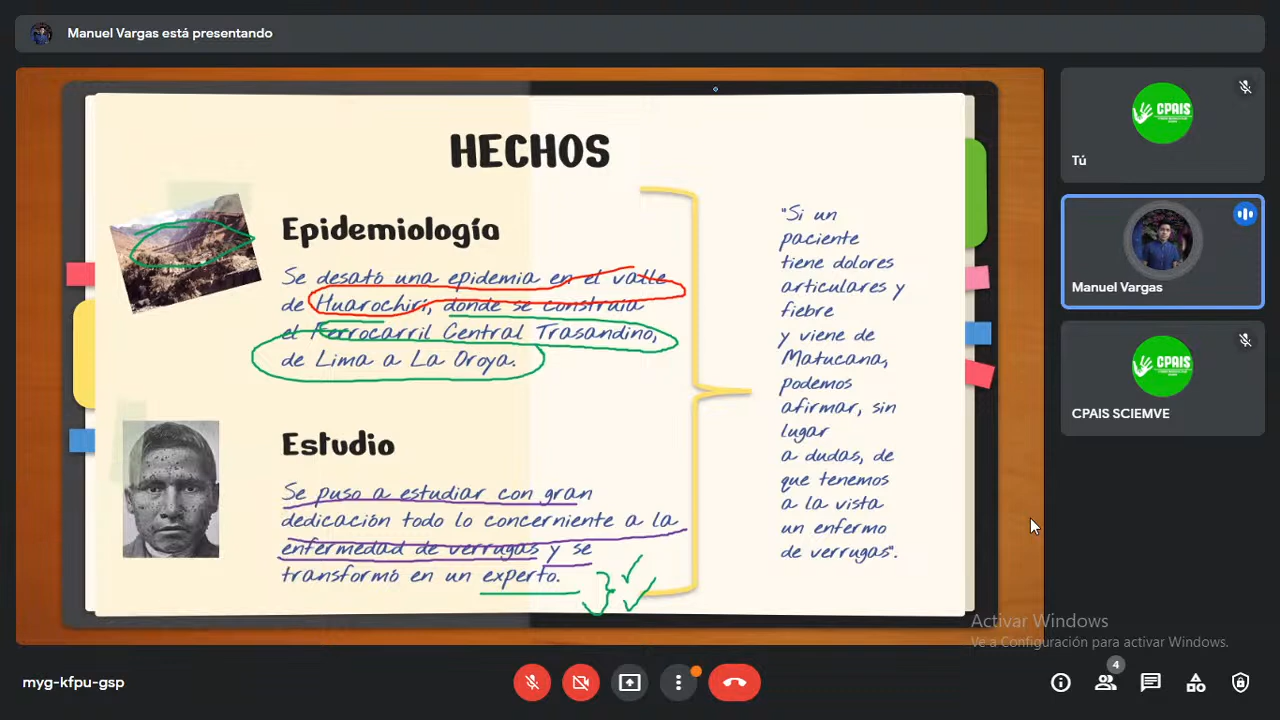 Manuel Vargas está presentando
HECHOS
Epidemiología
Se desató una epidemia en el valle
de Huarochirí, donde se construía
el Ferrocarril Central Trasandino,
de Lima a La Oroya.
Estudio
Se puso a estudiar con gran
dedicación todo lo concerniente a la
enfermedad de verrugas y se
transformó en un experto.
"Si un
paciente
tiene dolores
articulares y
fiebre
y viene de
Matucana,
podemos
afirmar, sin
lugar
a dudas, de
que tenemos
a la vista
un enfermo
de verrugas".
CPAIS
Tú
Manuel Vargas
CPAIS
CPAIS SCIEMVE
Activar Windows
Ve a Configuración para activar Windows.
myg-kfpu-gsp
4